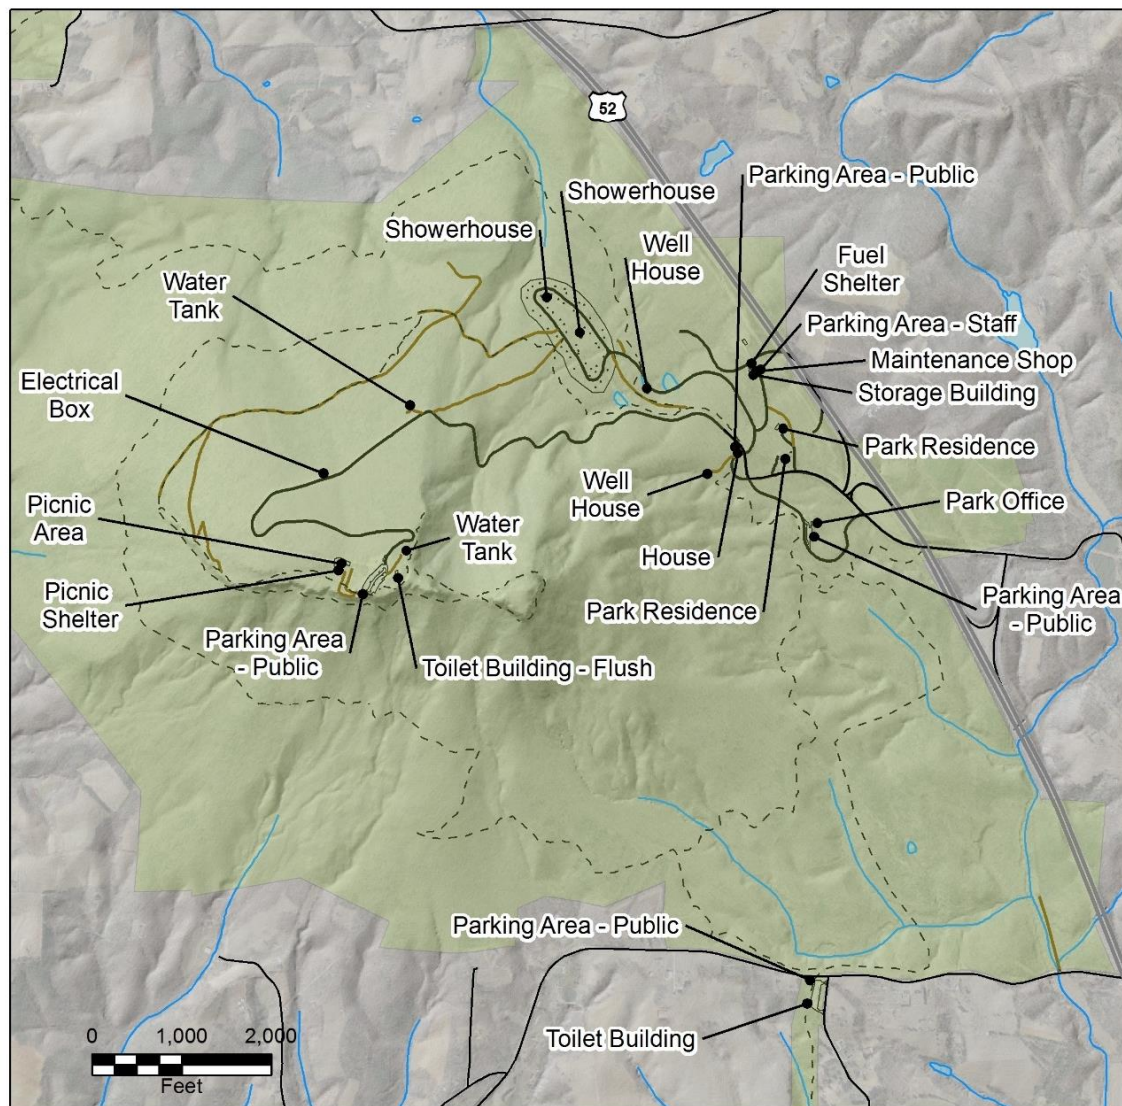 52
Parking Area - Public
Showerhouse
Showerhouse
Well
House
Fuel
Shelter
Water
Tank
Parking Area - Staff
Maintenance Shop
Electrical
Box
Storage Building
Park Residence
Picnic
Area
Well
House
Park Office
Water
Tank
House
Picnic
Shelter
Park Residence
Parking Area
- Public
Parking Area
- Public
Toilet Building - Flush
Parking Area - Public
Toilet Building
0 1,000 2,000
Feet